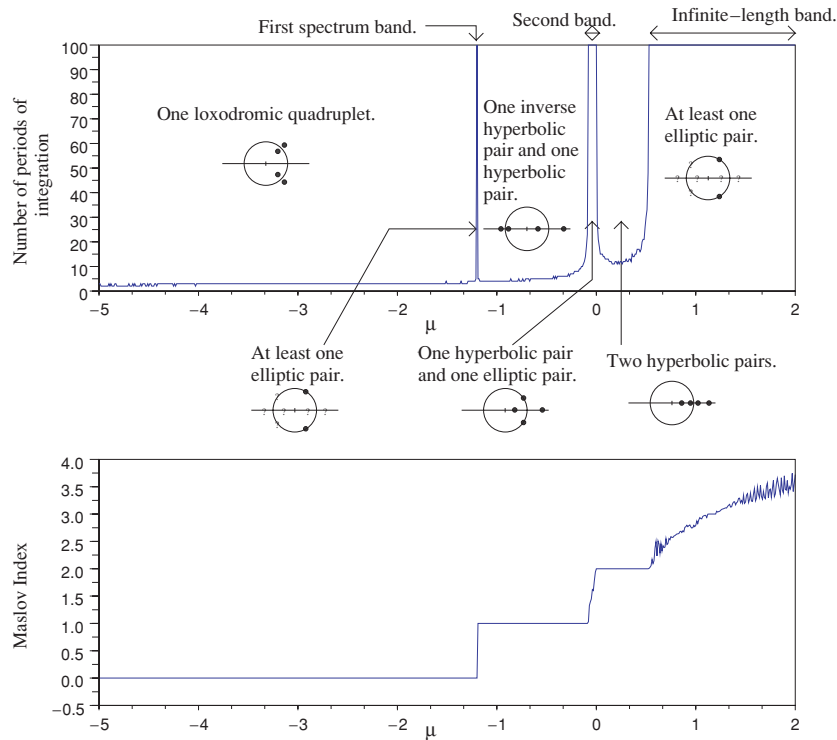 First spectrum band.
Second band.
Infinite−length band.
Number of periods of
integration
100
90
80
70
60
50
40
30
20
10
0
One loxodromic quadruplet.
One inverse
hyperbolic
pair and one
hyperbolic
pair.
At least one
elliptic pair.
? ? ? ? ? ?
−5 −4 −3 −2 −1 0 1 2
μ
At least one
elliptic pair.
? ? ? ? ? ?
One hyperbolic pair
and one elliptic pair.
Two hyperbolic pairs.
Maslov Index
4.0
3.5
3.0
2.5
2.0
1.5
1.0
0.5
0.0
−0.5
−5 −4 −3 −2 −1 0 1 2
μ